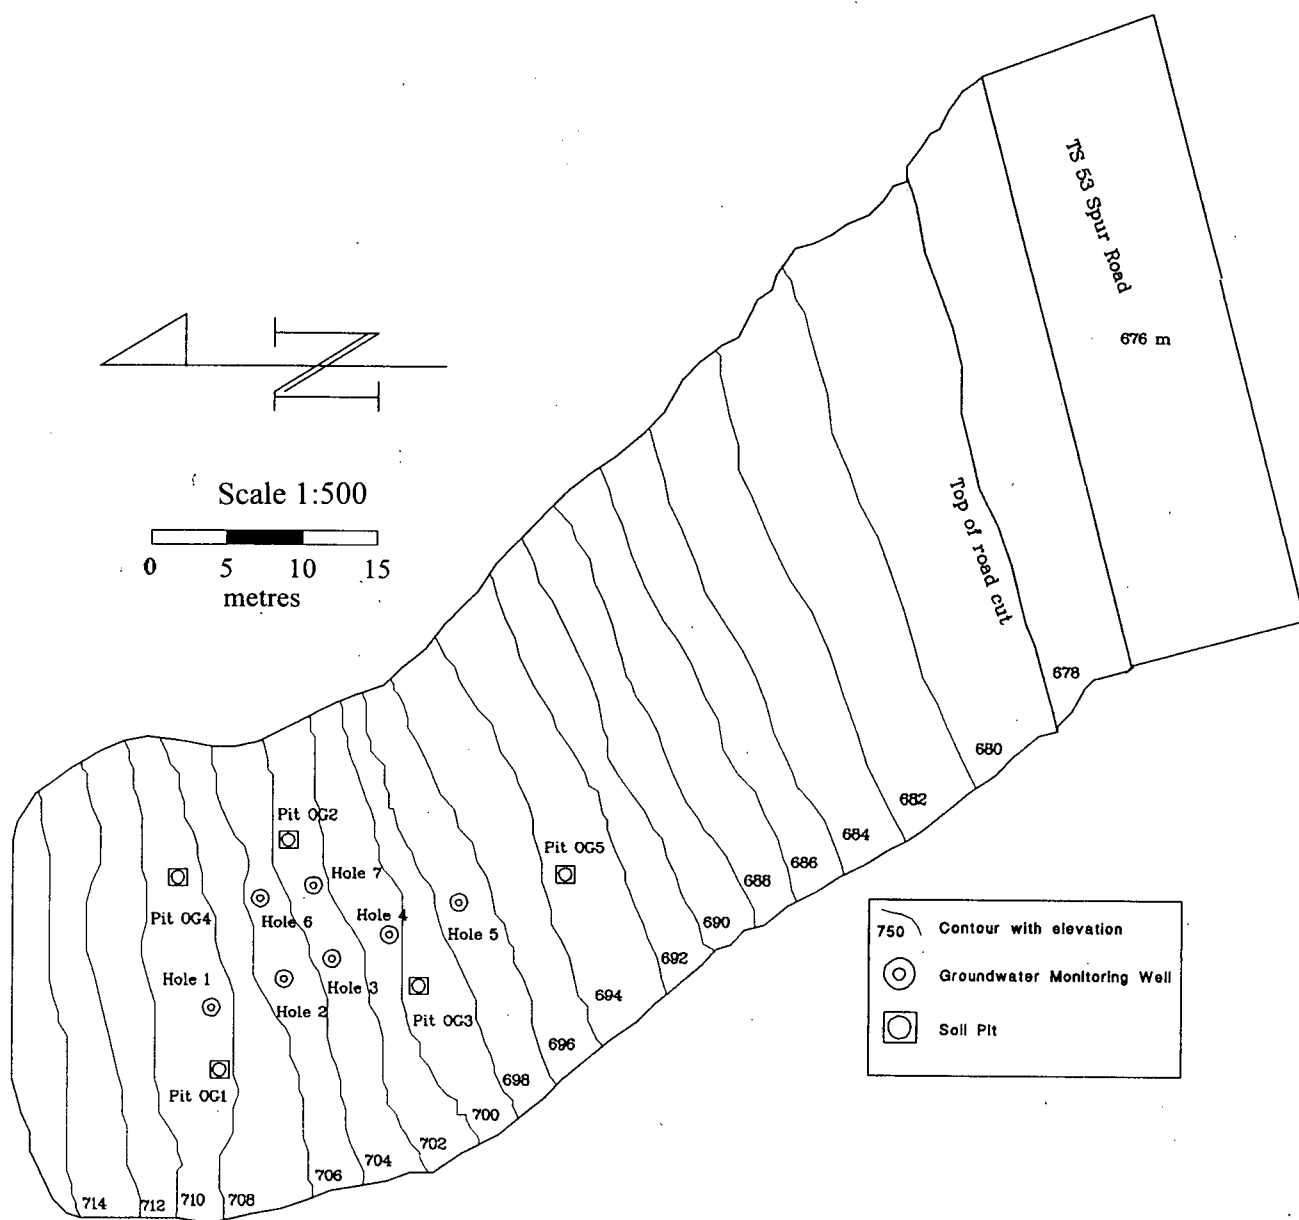 TS 53 Spur Road
676 m
N
Scale 1:500
0 5 10 15
metres
Top of road cut
678
680
682
684
686
688
690
692
694
696
698
700
702
704
706
708
710
712
714
Pit OG2
Hole 7
Pit OG5
Pit OG4
Hole 6
Hole 4
Hole 5
Hole 1
Hole 3
Hole 2
Pit OG3
Pit OG1
750 Contour with elevation
Groundwater Monitoring Well
Soil Pit